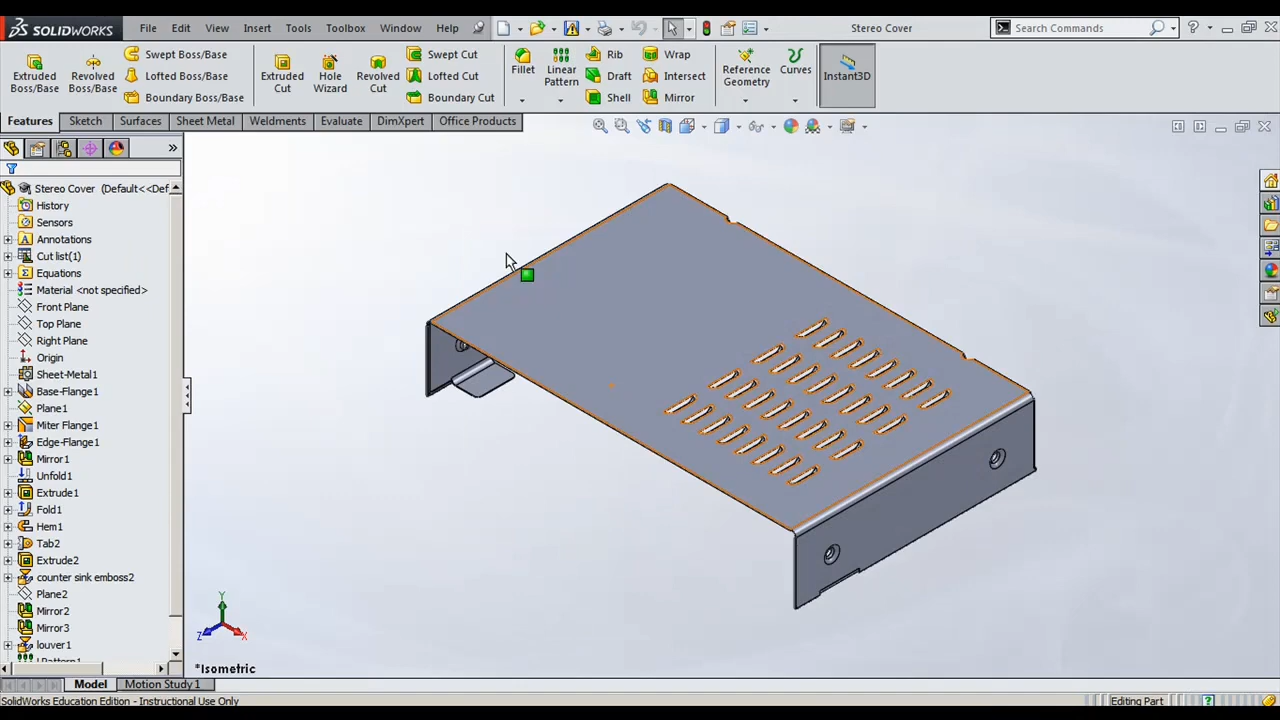 SOLIDWORKS File Edit View Insert Tools Toolbox Window Help Stereo Cover Search Commands
Extruded Boss/Base
Revolved Boss/Base
Swept Boss/Base
Lofted Boss/Base
Boundary Boss/Base
Extruded Cut
Hole Wizard
Revolved Cut
Swept Cut
Lofted Cut
Boundary Cut
Fillet
Linear Pattern
Rib
Draft
Shell
Wrap
Intersect
Mirror
Reference Geometry
Curves
Instant3D
Features Sketch Surfaces Sheet Metal Weldments Evaluate DimXpert Office Products
Stereo Cover (Default<<Def
History
Sensors
Annotations
Cut list(1)
Equations
Material <not specified>
Front Plane
Top Plane
Right Plane
Origin
Sheet-Metal1
Base-Flange1
Plane1
Miter Flange1
Edge-Flange1
Mirror1
Unfold1
Extrude1
Fold1
Hem1
Tab2
Extrude2
counter sink emboss2
Plane2
Mirror2
Mirror3
louver1
LPattern1
Y
Z
X
*Isometric
Model Motion Study 1
SolidWorks Education Edition - Instructional Use Only Editing Part